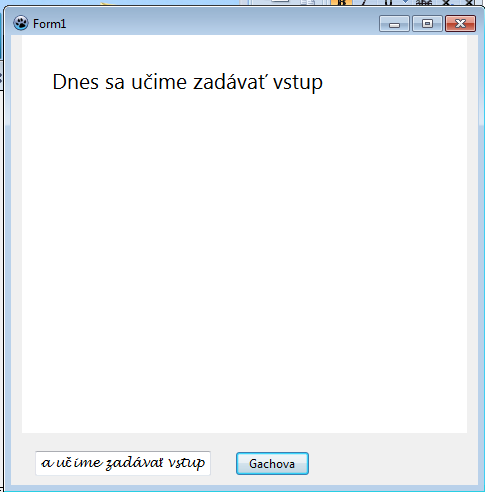 Form1
Dnes sa učime zadávať vstup
a učime zadávať vstup
Gachova